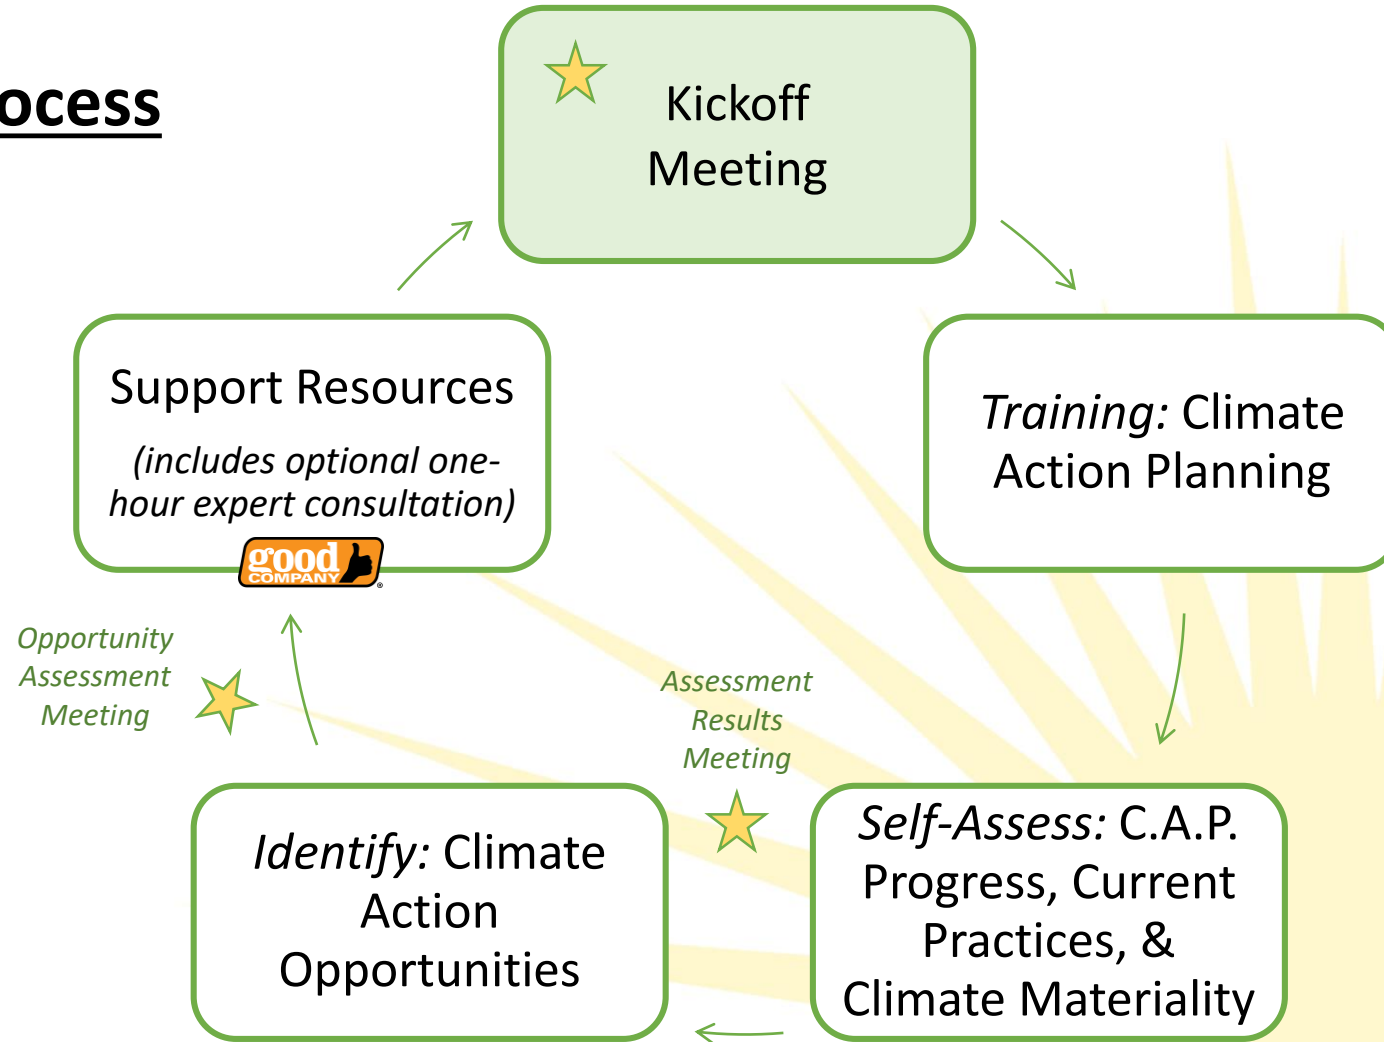 ocess
Kickoff
Meeting
Support Resources
(includes optional one-
hour expert consultation)
good
COMPANY
®
Training: Climate
Action Planning
Opportunity
Assessment
Meeting
Assessment
Results
Meeting
Identify: Climate
Action
Opportunities
Self-Assess: C.A.P.
Progress, Current
Practices, &
Climate Materiality